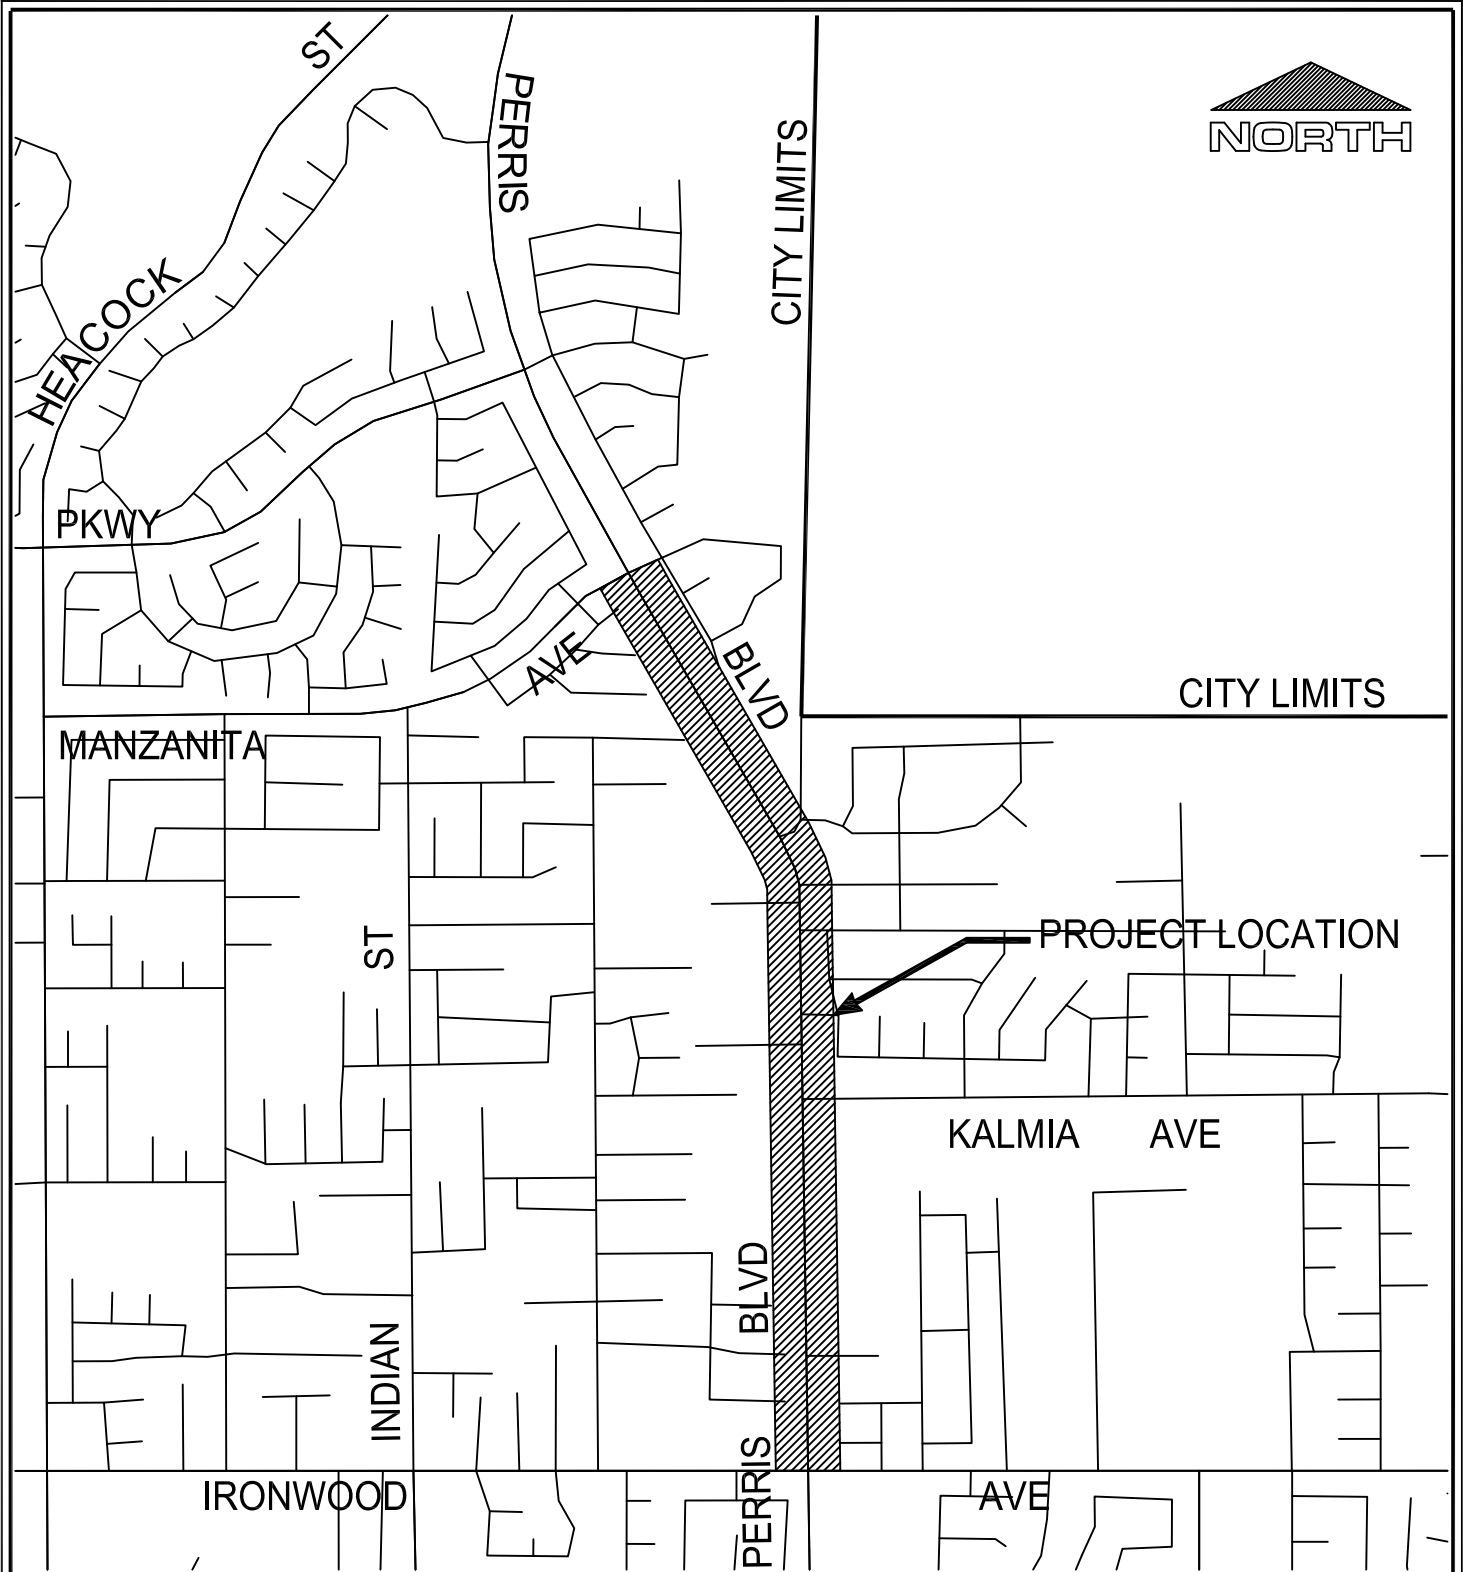 ST
PERRIS
NORTH
CITY LIMITS
HEACOCK
PKWY
AVE
BLVD
CITY LIMITS
MANZANITA
PROJECT LOCATION
ST
KALMIA AVE
BLVD
INDIAN
PERRIS
IRONWOOD
AVE